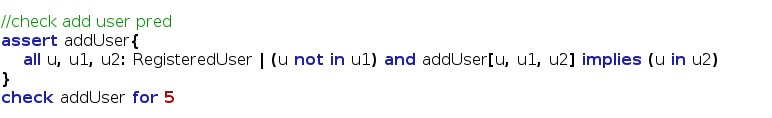 //check add user pred
assert addUser{
all u, u1, u2: RegisteredUser | (u not in u1) and addUser[u, u1, u2] implies (u in u2)
}
check addUser for 5